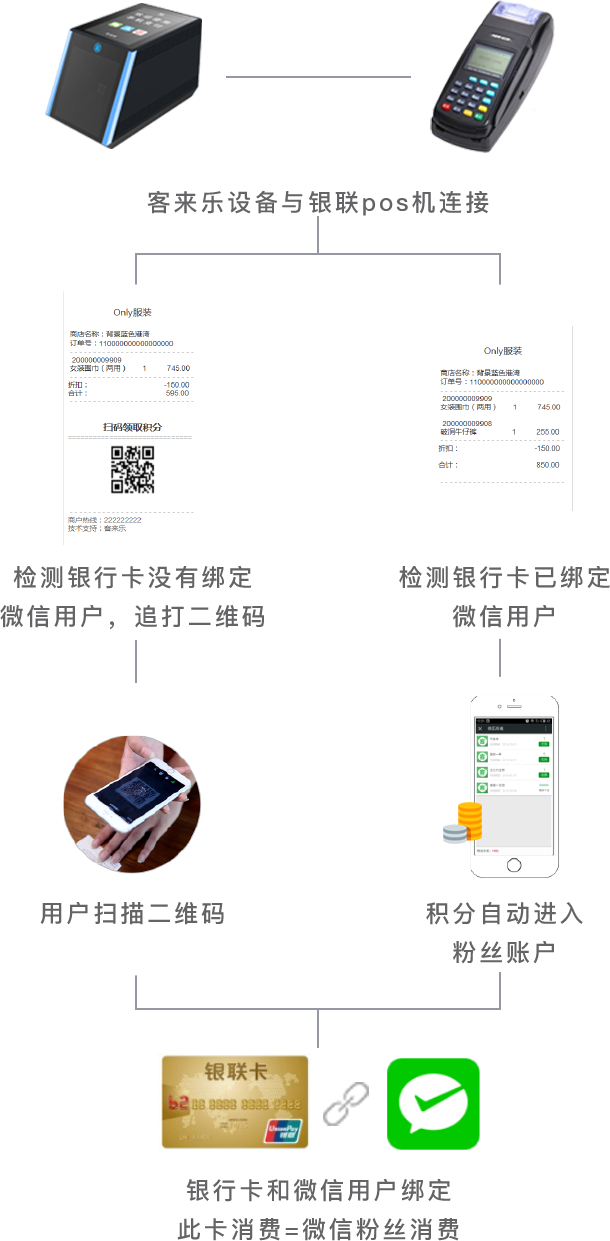 客来乐设备与银联pos机连接
Only服装
商店名称：背景蓝色港湾
订单号：110000000000000000
200000009909
女装围巾（两用） 1 745.00
折扣： -160.00
合计： 595.00
扫码领取积分
商户热线：222222222
技术支持：客来乐
Only服装
商店名称：背景蓝色港湾
订单号：110000000000000000
200000009909
女装围巾（两用） 1 745.00
200000009908
破洞牛仔裤 1 255.00
折扣： -150.00
合计： 850.00
检测银行卡没有绑定
微信用户，追打二维码
检测银行卡已绑定
微信用户
用户扫描二维码
积分自动进入
粉丝账户
银联卡
UnionPay
银联
银行卡和微信用户绑定
此卡消费=微信粉丝消费